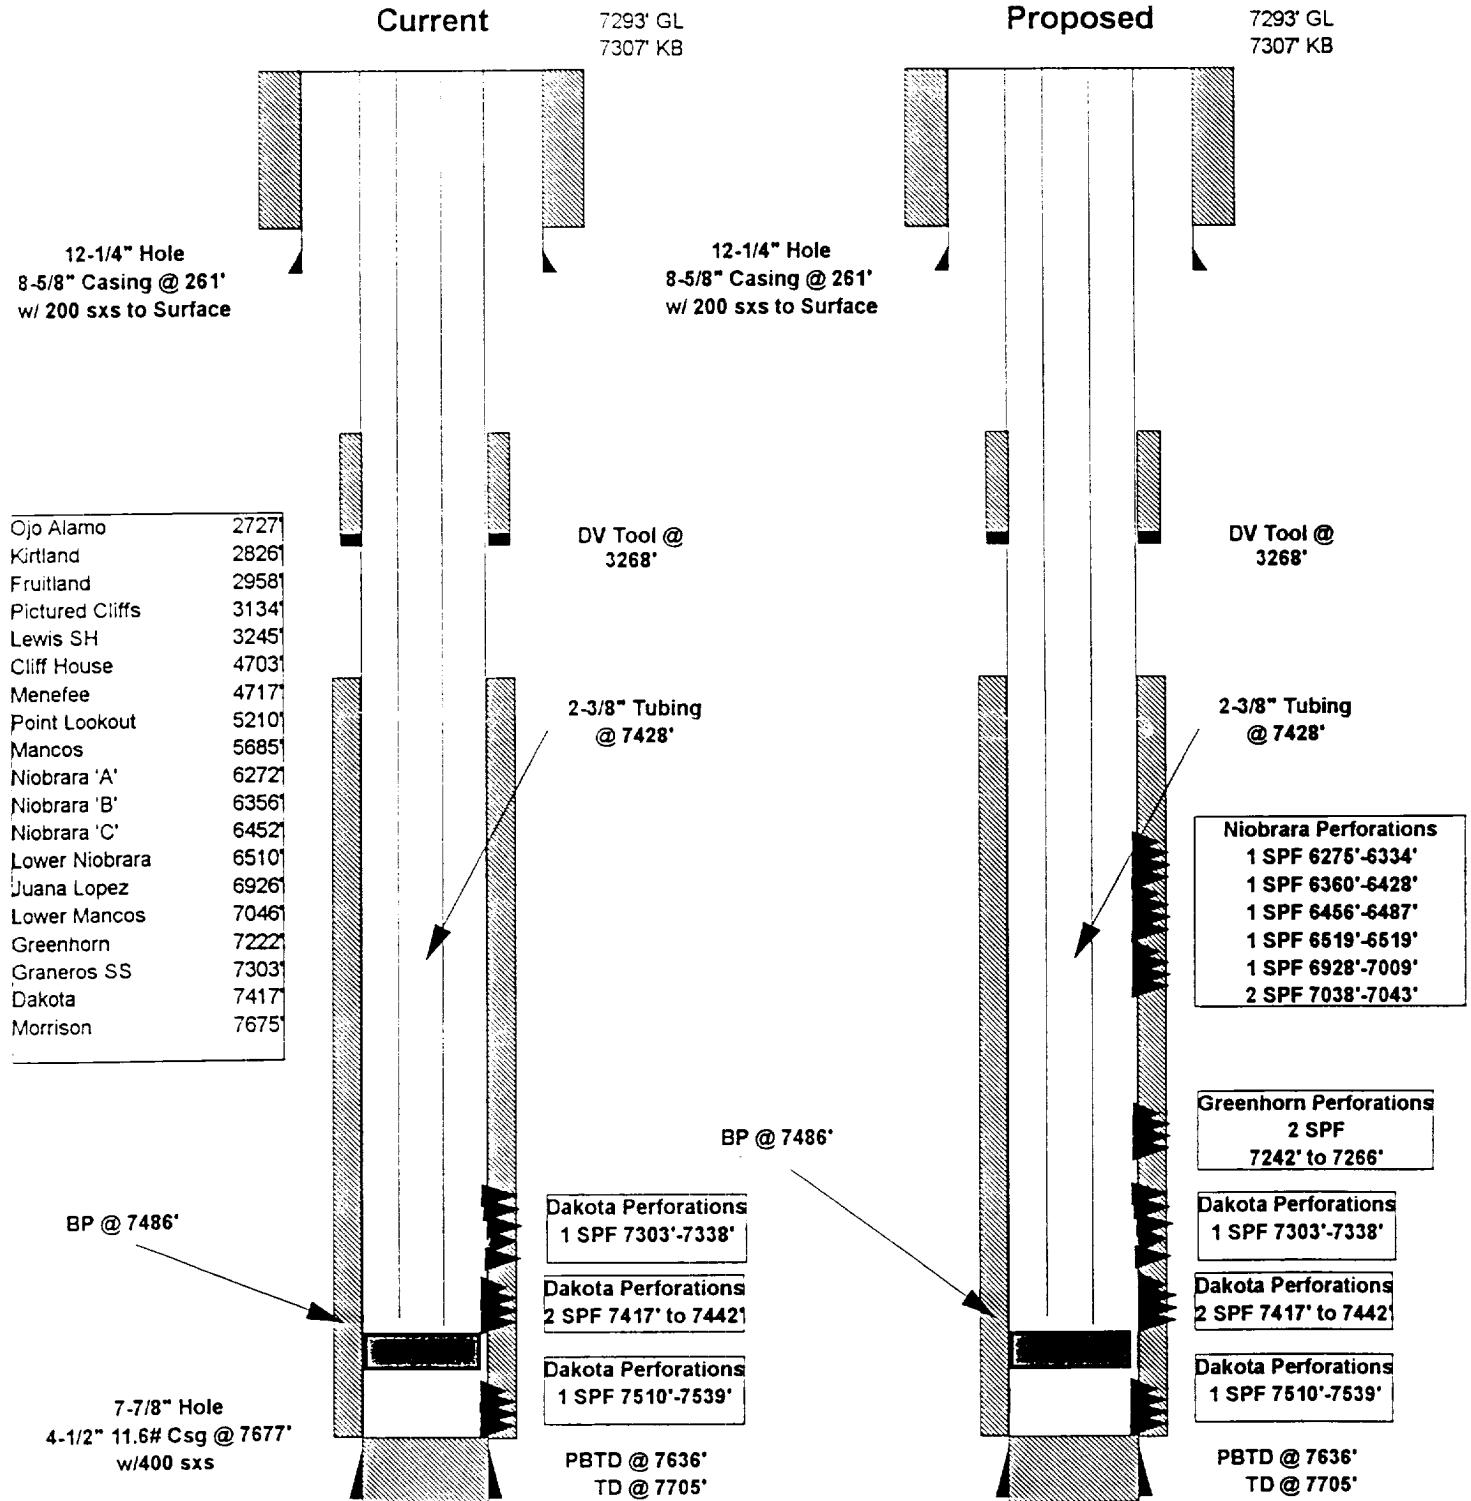 Current
7293' GL
7307' KB
Proposed
7293' GL
7307' KB
12-1/4" Hole
8-5/8" Casing @ 261'
w/ 200 sxs to Surface
12-1/4" Hole
8-5/8" Casing @ 261'
w/ 200 sxs to Surface
Ojo Alamo 2727'
Kirtland 2826'
Fruitland 2958'
Pictured Cliffs 3134'
Lewis SH 3245'
Cliff House 4703'
Menefee 4717'
Point Lookout 5210'
Mancos 5685'
Niobrara 'A' 6272'
Niobrara 'B' 6356'
Niobrara 'C' 6452'
Lower Niobrara 6510'
Juana Lopez 6926'
Lower Mancos 7046'
Greenhorn 7222'
Graneros SS 7303'
Dakota 7417'
Morrison 7675'
DV Tool @
3268'
DV Tool @
3268'
2-3/8" Tubing
@ 7428'
2-3/8" Tubing
@ 7428'
Niobrara Perforations
1 SPF 6275'-6334'
1 SPF 6360'-6428'
1 SPF 6456'-6487'
1 SPF 6519'-6519'
1 SPF 6928'-7009'
2 SPF 7038'-7043'
Greenhorn Perforations
2 SPF
7242' to 7266'
BP @ 7486'
BP @ 7486'
Dakota Perforations
1 SPF 7303'-7338'
Dakota Perforations
2 SPF 7417' to 7442'
Dakota Perforations
1 SPF 7510'-7539'
Dakota Perforations
1 SPF 7303'-7338'
Dakota Perforations
2 SPF 7417' to 7442'
Dakota Perforations
1 SPF 7510'-7539'
7-7/8" Hole
4-1/2" 11.6# Csg @ 7677'
w/400 sxs
PBTD @ 7636'
TD @ 7705'
PBTD @ 7636'
TD @ 7705'